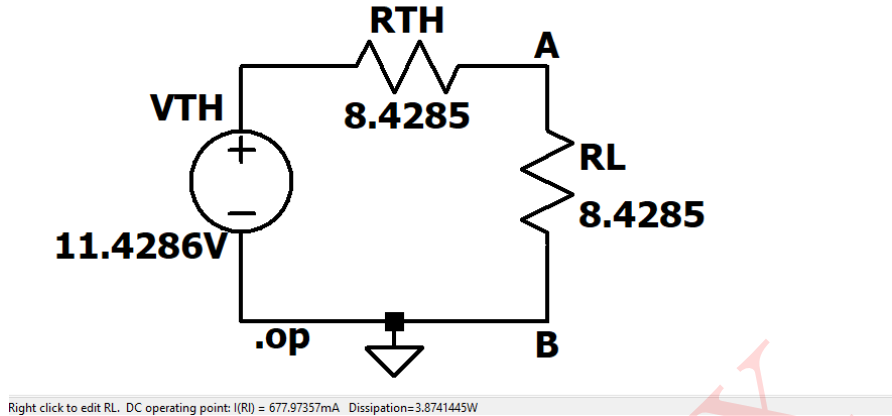 RTH
A
VTH
8.4285
RL
8.4285
11.4286V
.op
B
Right click to edit RL. DC operating point: I(Rl) = 677.97357mA Dissipation=3.8741445W